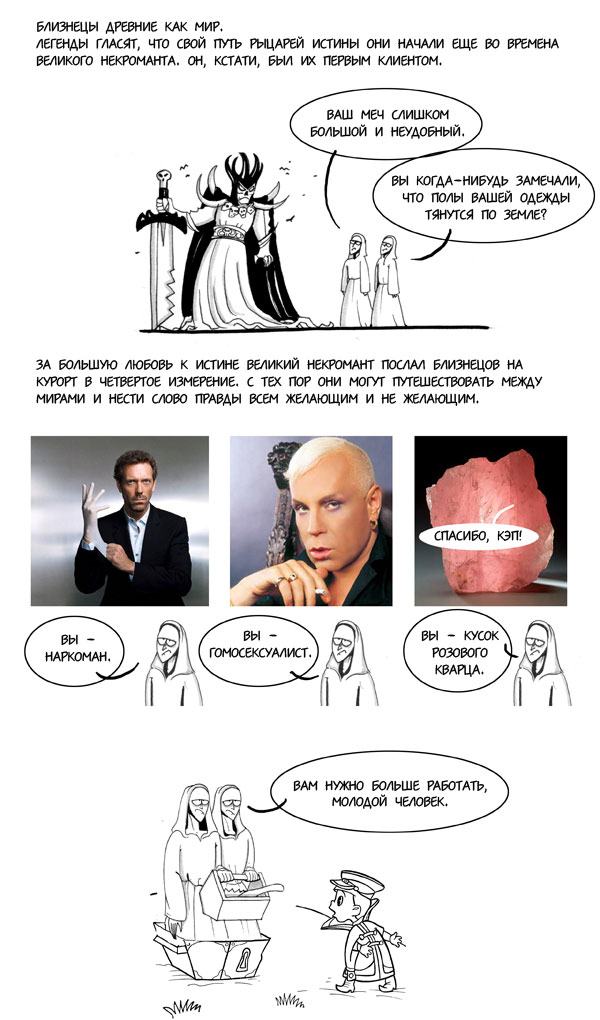 БЛИЗНЕЦЫ ДРЕВНИЕ КАК МИР.
ЛЕГЕНДЫ ГЛАСЯТ, ЧТО СВОЙ ПУТЬ РЫЦАРЕЙ ИСТИНЫ ОНИ НАЧАЛИ ЕЩЕ ВО ВРЕМЕНА
ВЕЛИКОГО НЕКРОМАНТА. ОН, КСТАТИ, БЫЛ ИХ ПЕРВЫМ КЛИЕНТОМ.
ВАШ МЕЧ СЛИШКОМ
БОЛЬШОЙ И НЕУДОБНЫЙ.
ВЫ КОГДА-НИБУДЬ ЗАМЕЧАЛИ,
ЧТО ПОЛЫ ВАШЕЙ ОДЕЖДЫ
ТЯНУТСЯ ПО ЗЕМЛЕ?
ЗА БОЛЬШУЮ ЛЮБОВЬ К ИСТИНЕ ВЕЛИКИЙ НЕКРОМАНТ ПОСЛАЛ БЛИЗНЕЦОВ НА
КУРОРТ В ЧЕТВЕРТОЕ ИЗМЕРЕНИЕ. С ТЕХ ПОР ОНИ МОГУТ ПУТЕШЕСТВОВАТЬ МЕЖДУ
МИРАМИ И НЕСТИ СЛОВО ПРАВДЫ ВСЕМ ЖЕЛАЮЩИМ И НЕ ЖЕЛАЮЩИМ.
СПАСИБО, КЭП!
ВЫ -
НАРКОМАН.
ВЫ -
ГОМОСЕКСУАЛИСТ.
ВЫ - КУСОК
РОЗОВОГО
КВАРЦА.
ВАМ НУЖНО БОЛЬШЕ РАБОТАТЬ,
МОЛОДОЙ ЧЕЛОВЕК.